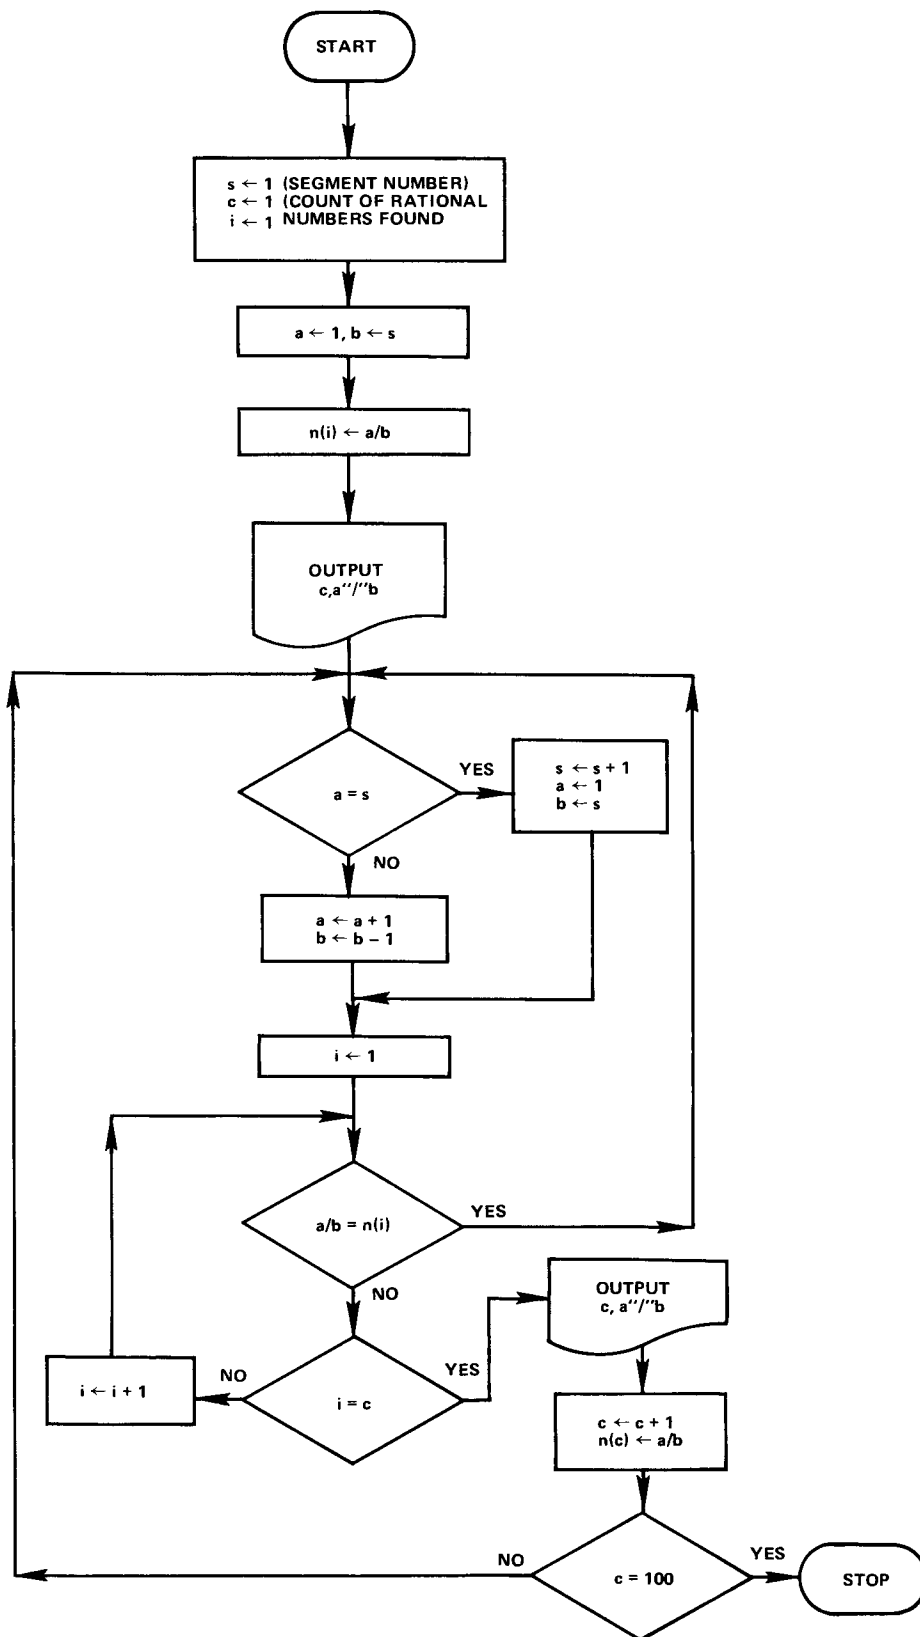 START
s ← 1 (SEGMENT NUMBER)
c ← 1 (COUNT OF RATIONAL
i ← 1 NUMBERS FOUND
a ← 1, b ← s
n(i) ← a/b
OUTPUT
c,a“/”b
a = s
YES
s ← s + 1
a ← 1
b ← s
NO
a ← a + 1
b ← b − 1
i ← 1
a/b = n(i)
YES
NO
OUTPUT
c, a“/”b
i = c
YES
NO
i ← i + 1
c ← c + 1
n(c) ← a/b
c = 100
NO
YES
STOP